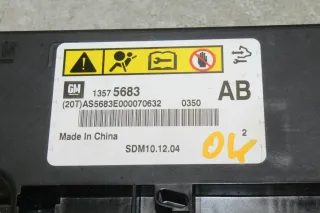 GM 1357 5683 AB
(20T)AS5683E000070632 0350
Made In China 2
SDM10.12.04 OK